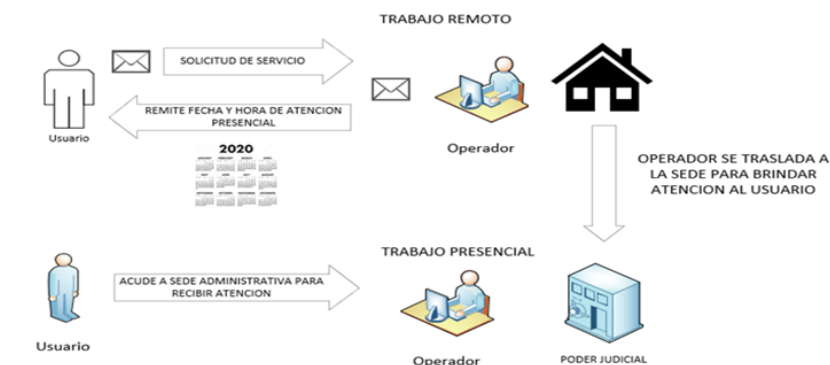 TRABAJO REMOTO
SOLICITUD DE SERVICIO
REMITE FECHA Y HORA DE ATENCION
PRESENCIAL
Usuario
Operador
2020
OPERADOR SE TRASLADA A
LA SEDE PARA BRINDAR
ATENCION AL USUARIO
TRABAJO PRESENCIAL
ACUDE A SEDE ADMINISTRATIVA PARA
RECIBIR ATENCION
Usuario
Operador
PODER JUDICIAL